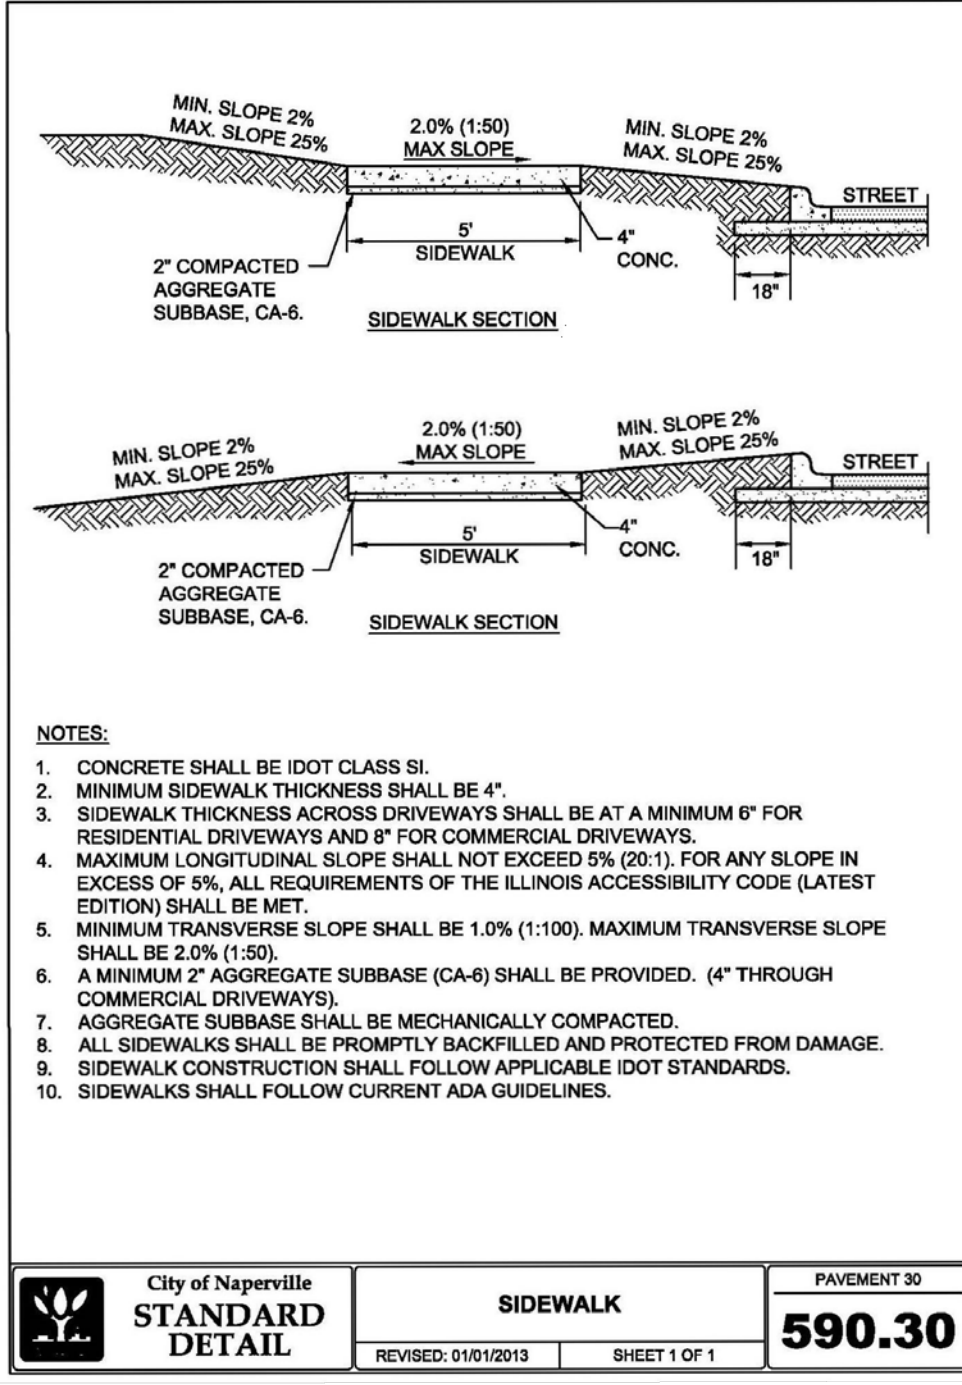 MIN. SLOPE 2%
MAX. SLOPE 25%
2.0% (1:50)
MAX SLOPE
MIN. SLOPE 2%
MAX. SLOPE 25%
STREET
5'
SIDEWALK
4"
CONC.
2" COMPACTED
AGGREGATE
SUBBASE, CA-6.
18"
SIDEWALK SECTION
MIN. SLOPE 2%
MAX. SLOPE 25%
2.0% (1:50)
MAX SLOPE
MIN. SLOPE 2%
MAX. SLOPE 25%
STREET
5'
SIDEWALK
4"
CONC.
18"
2" COMPACTED
AGGREGATE
SUBBASE, CA-6.
SIDEWALK SECTION
NOTES:
1. CONCRETE SHALL BE IDOT CLASS SI.
2. MINIMUM SIDEWALK THICKNESS SHALL BE 4".
3. SIDEWALK THICKNESS ACROSS DRIVEWAYS SHALL BE AT A MINIMUM 6" FOR
RESIDENTIAL DRIVEWAYS AND 8" FOR COMMERCIAL DRIVEWAYS.
4. MAXIMUM LONGITUDINAL SLOPE SHALL NOT EXCEED 5% (20:1). FOR ANY SLOPE IN
EXCESS OF 5%, ALL REQUIREMENTS OF THE ILLINOIS ACCESSIBILITY CODE (LATEST
EDITION) SHALL BE MET.
5. MINIMUM TRANSVERSE SLOPE SHALL BE 1.0% (1:100). MAXIMUM TRANSVERSE SLOPE
SHALL BE 2.0% (1:50).
6. A MINIMUM 2" AGGREGATE SUBBASE (CA-6) SHALL BE PROVIDED. (4" THROUGH
COMMERCIAL DRIVEWAYS).
7. AGGREGATE SUBBASE SHALL BE MECHANICALLY COMPACTED.
8. ALL SIDEWALKS SHALL BE PROMPTLY BACKFILLED AND PROTECTED FROM DAMAGE.
9. SIDEWALK CONSTRUCTION SHALL FOLLOW APPLICABLE IDOT STANDARDS.
10. SIDEWALKS SHALL FOLLOW CURRENT ADA GUIDELINES.
City of Naperville
STANDARD
DETAIL
SIDEWALK
REVISED: 01/01/2013
SHEET 1 OF 1
PAVEMENT 30
590.30